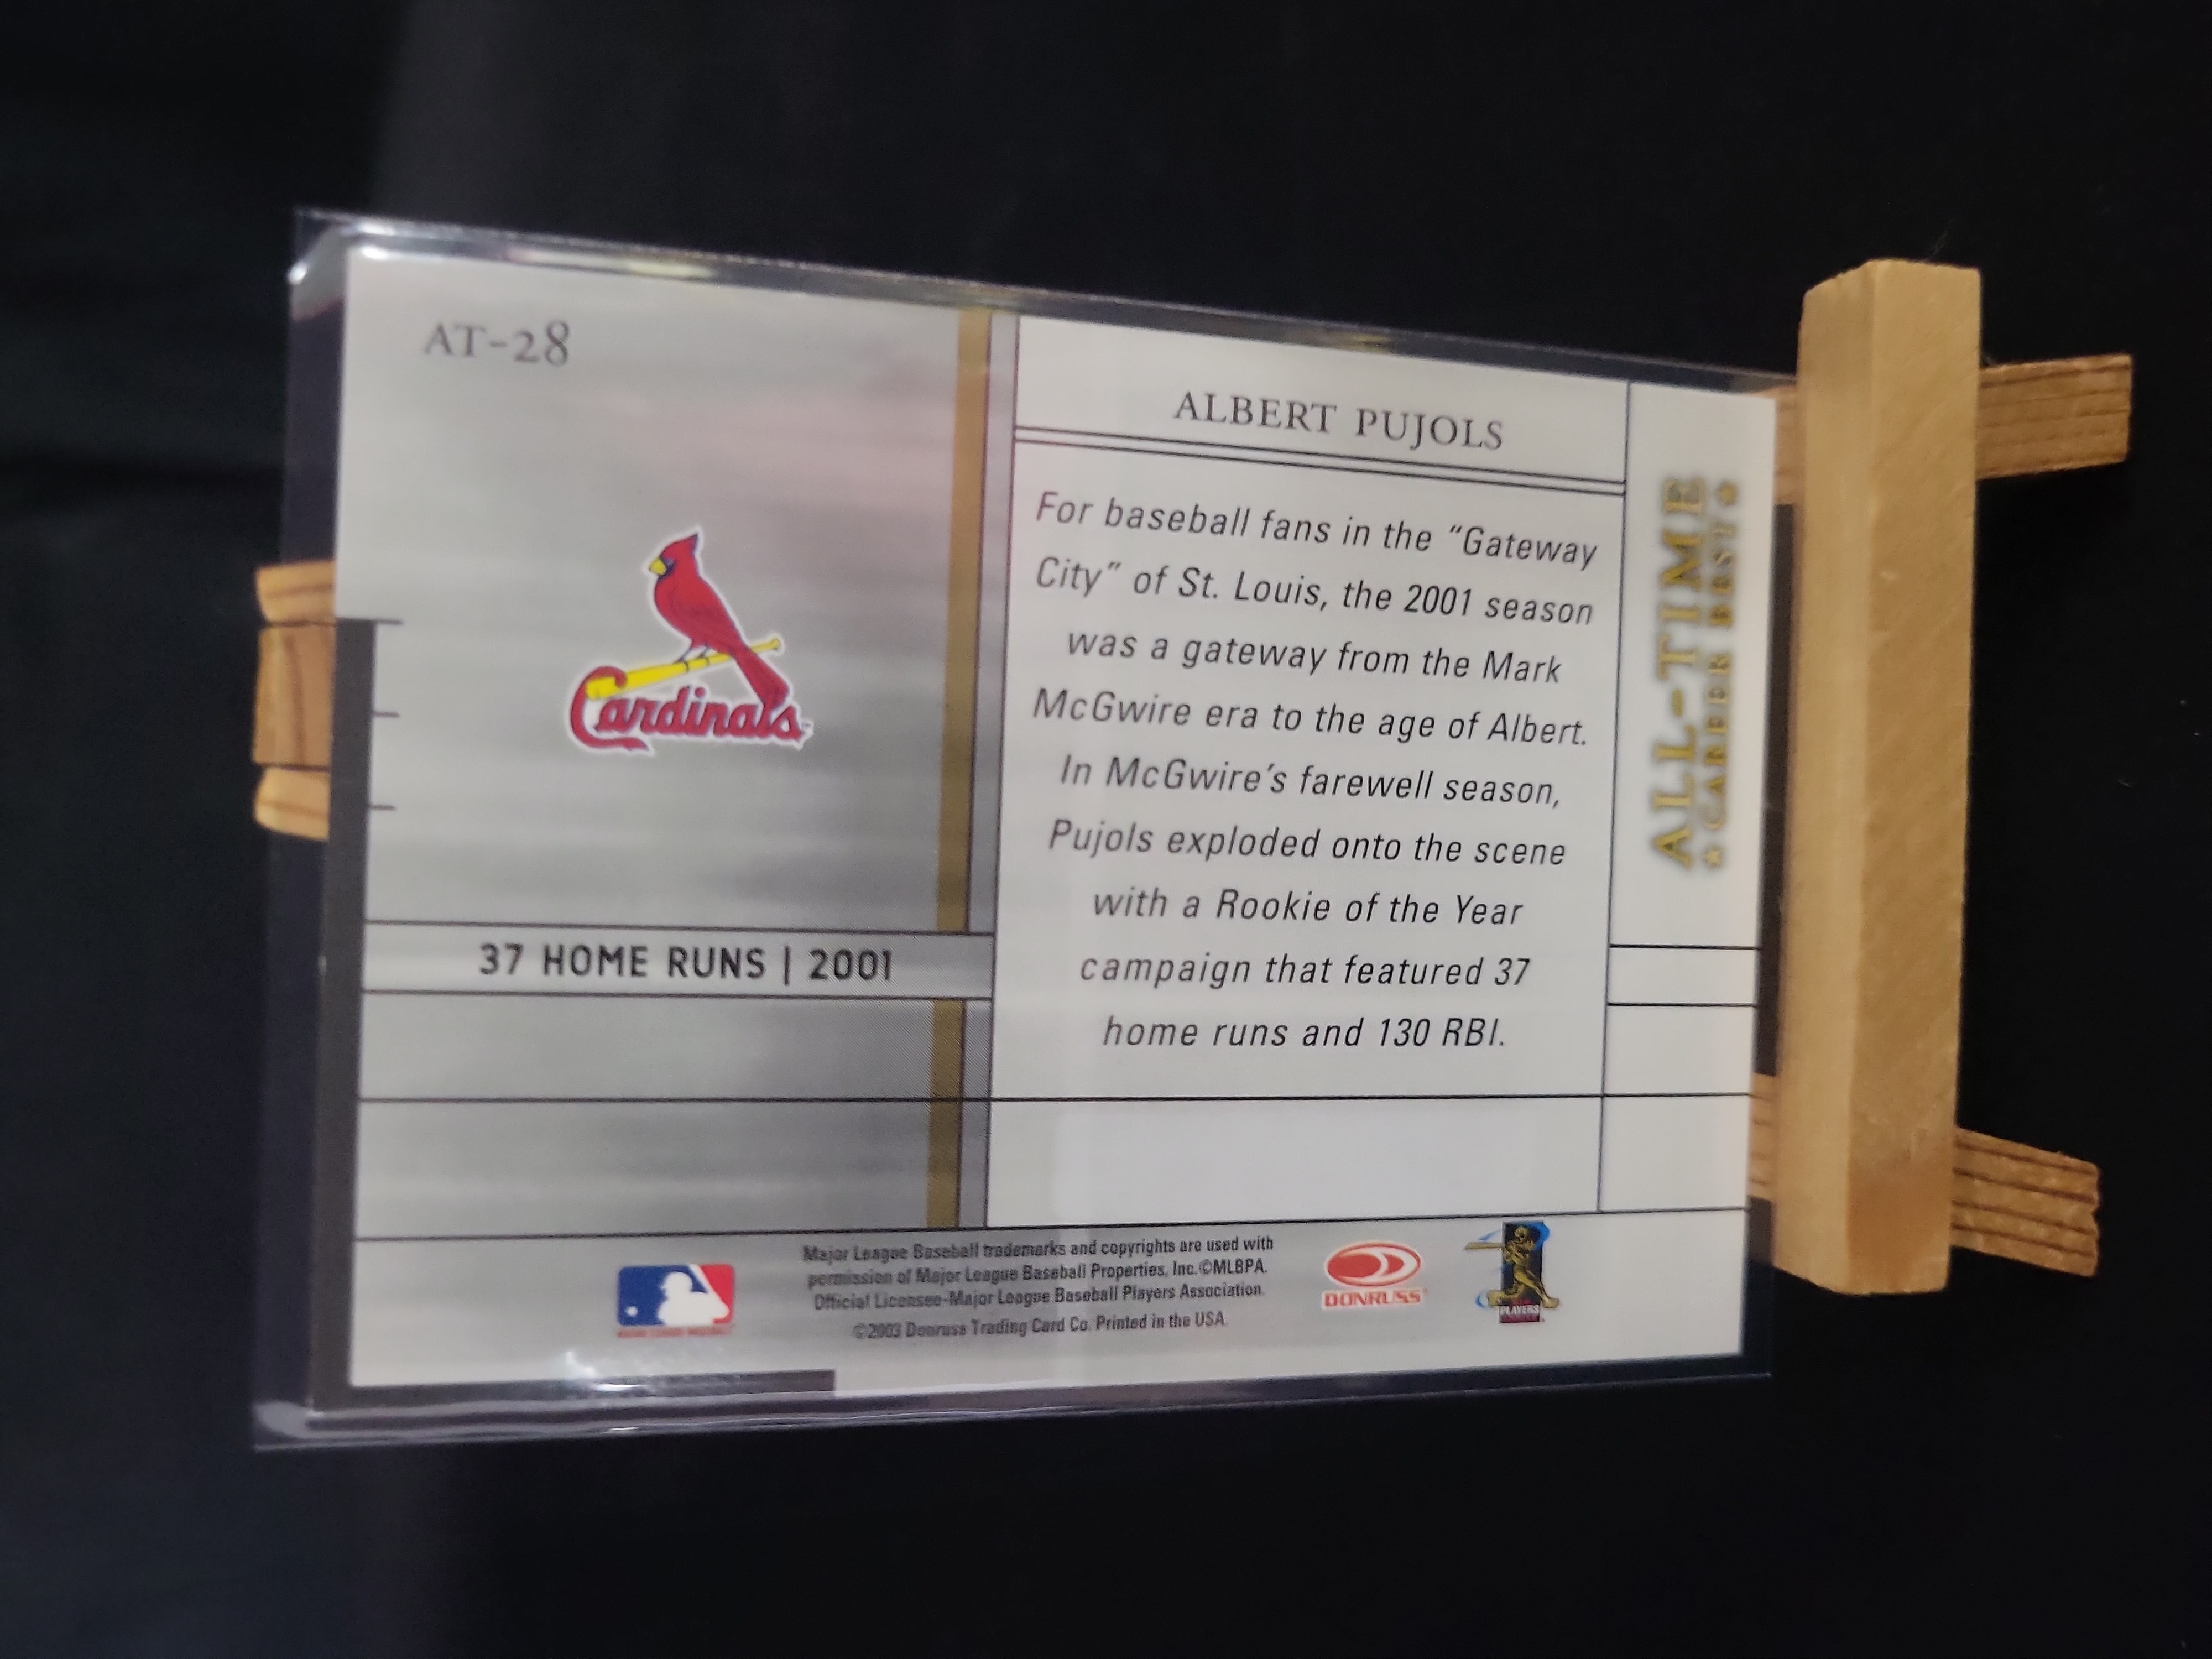 AT-28
Cardinals
37 HOME RUNS | 2001
ALBERT PUJOLS
For baseball fans in the “Gateway
City” of St. Louis, the 2001 season
was a gateway from the Mark
McGwire era to the age of Albert.
In McGwire’s farewell season,
Pujols exploded onto the scene
with a Rookie of the Year
campaign that featured 37
home runs and 130 RBI.
ALL-TIME
CAREER BEST
Major League Baseball trademarks and copyrights are used with
permission of Major League Baseball Properties, Inc.©MLBPA.
Official Licensee-Major League Baseball Players Association.
©2003 Donruss Trading Card Co. Printed in the USA.
DONRUSS
PLAYERS